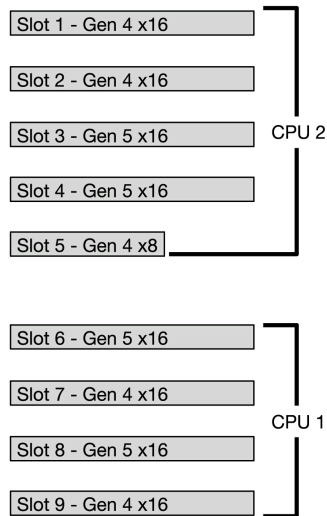 Slot 1 - Gen 4 x16
Slot 2 - Gen 4 x16
Slot 3 - Gen 5 x16
CPU 2
Slot 4 - Gen 5 x16
Slot 5 - Gen 4 x8
Slot 6 - Gen 5 x16
Slot 7 - Gen 4 x16
CPU 1
Slot 8 - Gen 5 x16
Slot 9 - Gen 4 x16